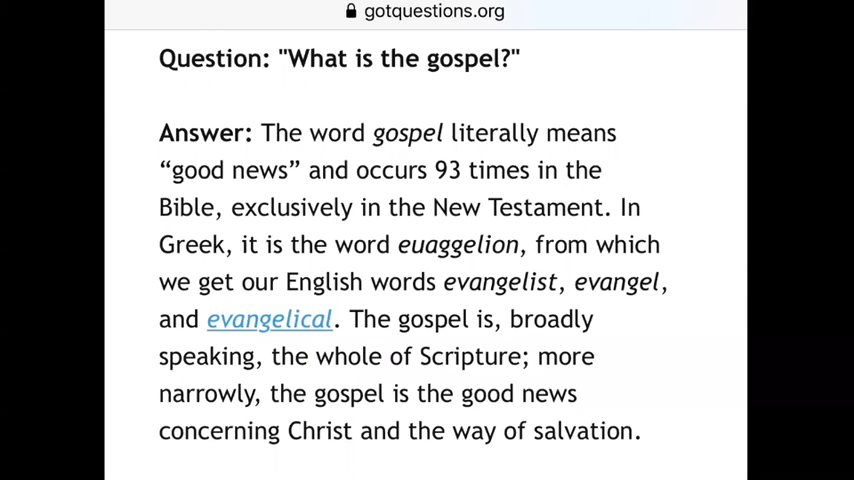 gotquestions.org
Question: "What is the gospel?"
Answer: The word gospel literally means
“good news” and occurs 93 times in the
Bible, exclusively in the New Testament. In
Greek, it is the word euaggelion, from which
we get our English words evangelist, evangel,
and evangelical. The gospel is, broadly
speaking, the whole of Scripture; more
narrowly, the gospel is the good news
concerning Christ and the way of salvation.